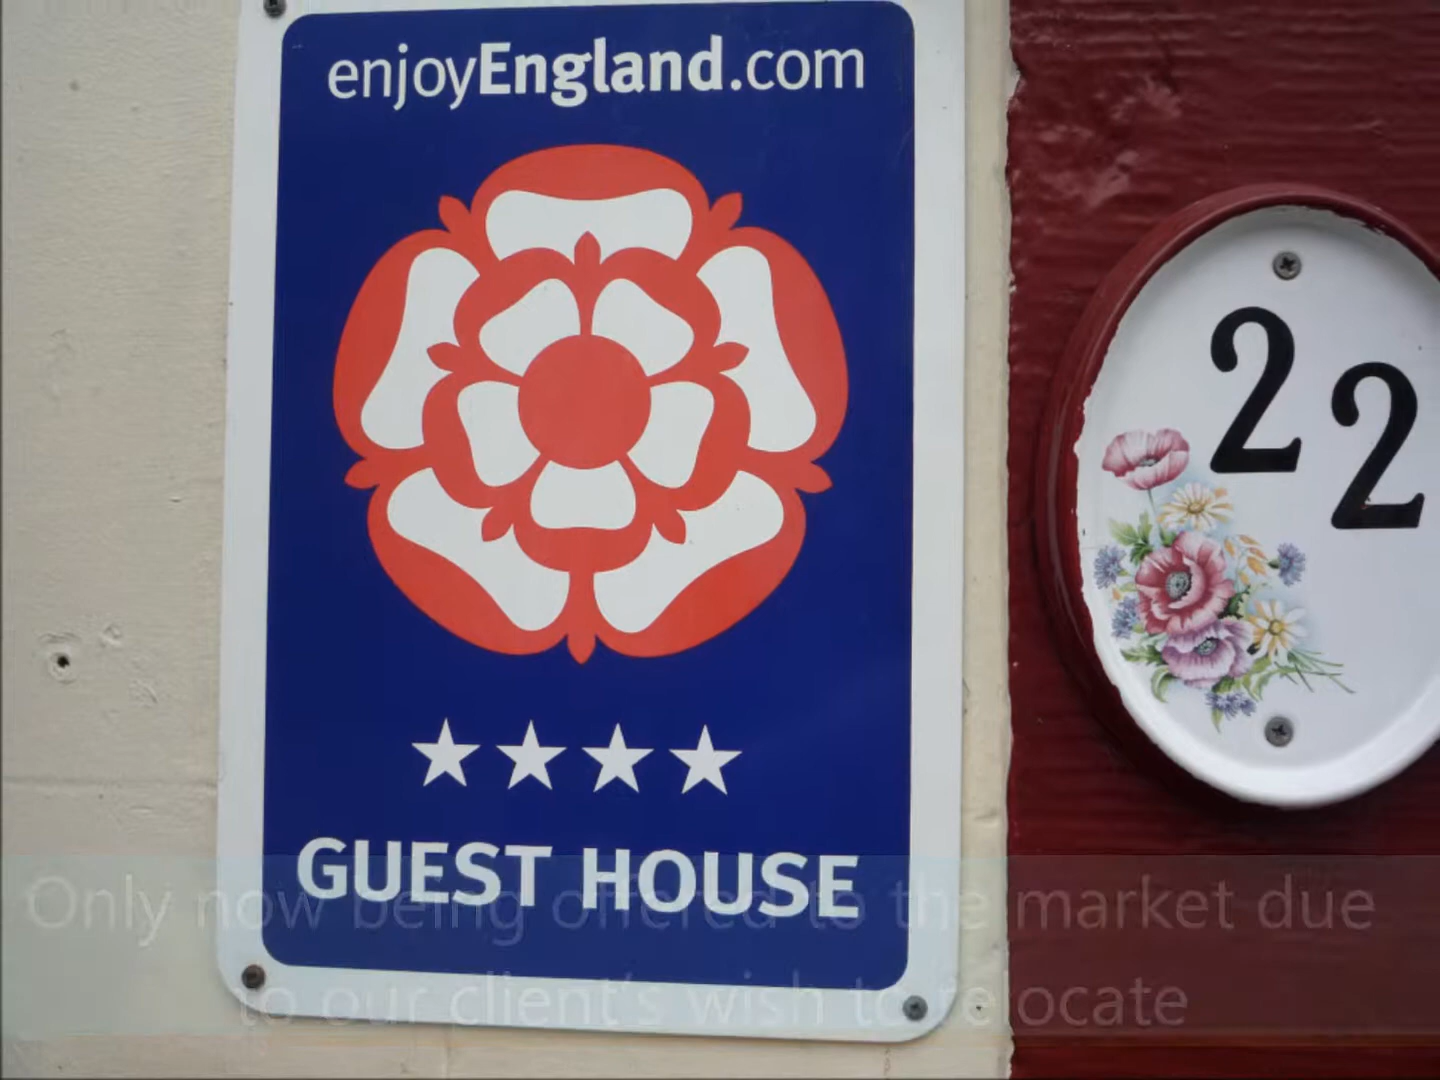 enjoyEngland.com
GUEST HOUSE
22
Only now being offered to the market due
to our client's wish to relocate